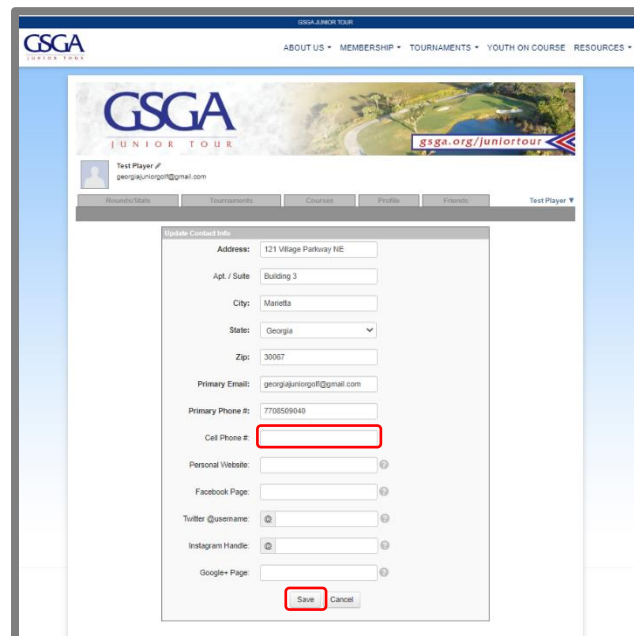 GSGA JUNIOR TOUR
GSGA
JUNIOR TOUR
ABOUT US MEMBERSHIP TOURNAMENTS YOUTH ON COURSE RESOURCES
GSGA
JUNIOR TOUR
gsga.org/juniortour
Test Player
georgiajuniorgolf@gmail.com
Rounds/Stats Tournaments Courses Profile Friends Test Player ▼
Update Contact Info
Address: 121 Village Parkway NE
Apt. / Suite Building 3
City: Marietta
State: Georgia
Zip: 30067
Primary Email: georgiajuniorgolf@gmail.com
Primary Phone #: 7708509040
Cell Phone #:
Personal Website: ?
Facebook Page: ?
Twitter @username: @ ?
Instagram Handle: @ ?
Google+ Page: ?
Save Cancel